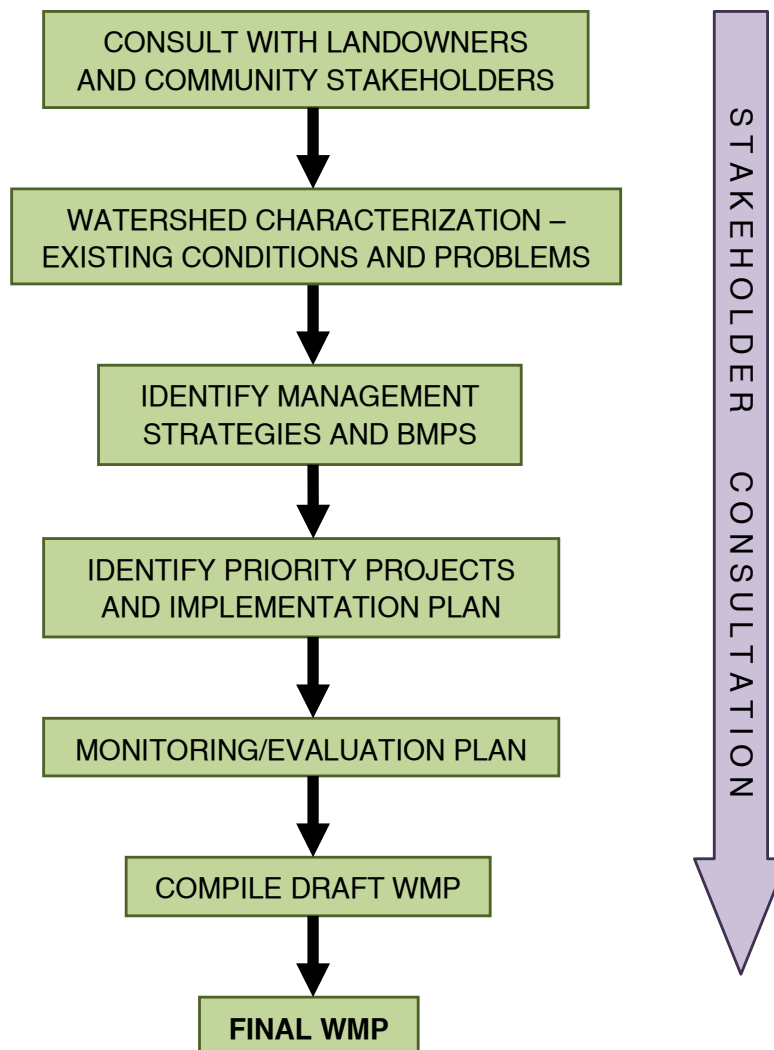 CONSULT WITH LANDOWNERS
AND COMMUNITY STAKEHOLDERS
WATERSHED CHARACTERIZATION –
EXISTING CONDITIONS AND PROBLEMS
IDENTIFY MANAGEMENT
STRATEGIES AND BMPS
IDENTIFY PRIORITY PROJECTS
AND IMPLEMENTATION PLAN
MONITORING/EVALUATION PLAN
COMPILE DRAFT WMP
FINAL WMP
STAKEHOLDER CONSULTATION